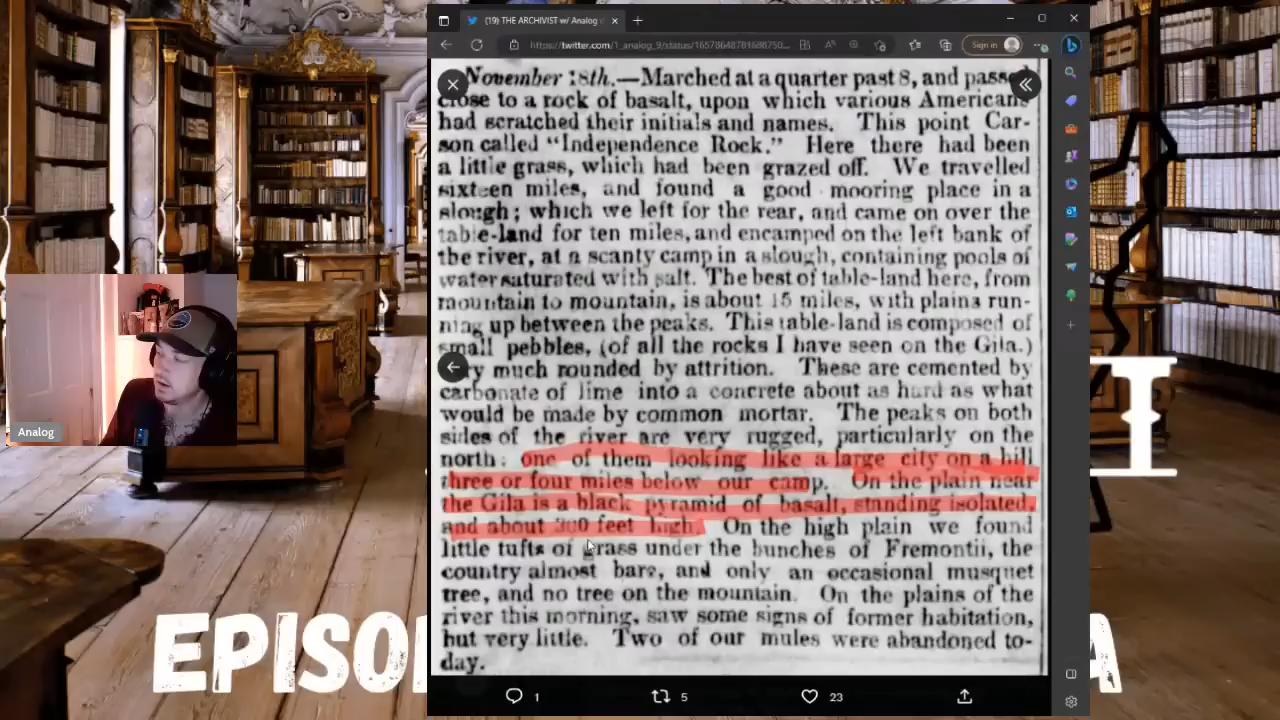 (19) THE ARCHIVIST w/ Analog
https://twitter.com/1_analog_9/status/16578648781688750...
Sign in
November 18th.—Marched at a quarter past 8, and passed
close to a rock of basalt, upon which various Americans
had scratched their initials and names. This point Car-
son called "Independence Rock." Here there had been
a little grass, which had been grazed off. We travelled
sixteen miles, and found a good mooring place in a
slough; which we left for the rear, and came on over the
table-land for ten miles, and encamped on the left bank of
the river, at a scanty camp in a slough, containing pools of
water saturated with salt. The best of table-land here, from
mountain to mountain, is about 15 miles, with plains run-
ning up between the peaks. This table-land is composed of
small pebbles, (of all the rocks I have seen on the Gila.)
ry much rounded by attrition. These are cemented by
carbonate of lime into a concrete about as hard as what
would be made by common mortar. The peaks on both
sides of the river are very rugged, particularly on the
north: one of them looking like a large city on a hill
three or four miles below our camp. On the plain near
the Gila is a black pyramid of basalt, standing isolated,
and about 300 feet high. On the high plain we found
little tufts of grass under the bunches of Fremontii, the
country almost bare, and only an occasional musquet
tree, and no tree on the mountain. On the plains of the
river this morning, saw some signs of former habitation,
but very little. Two of our mules were abandoned to-
day.
1
5
23
Analog
EPISO
I
A